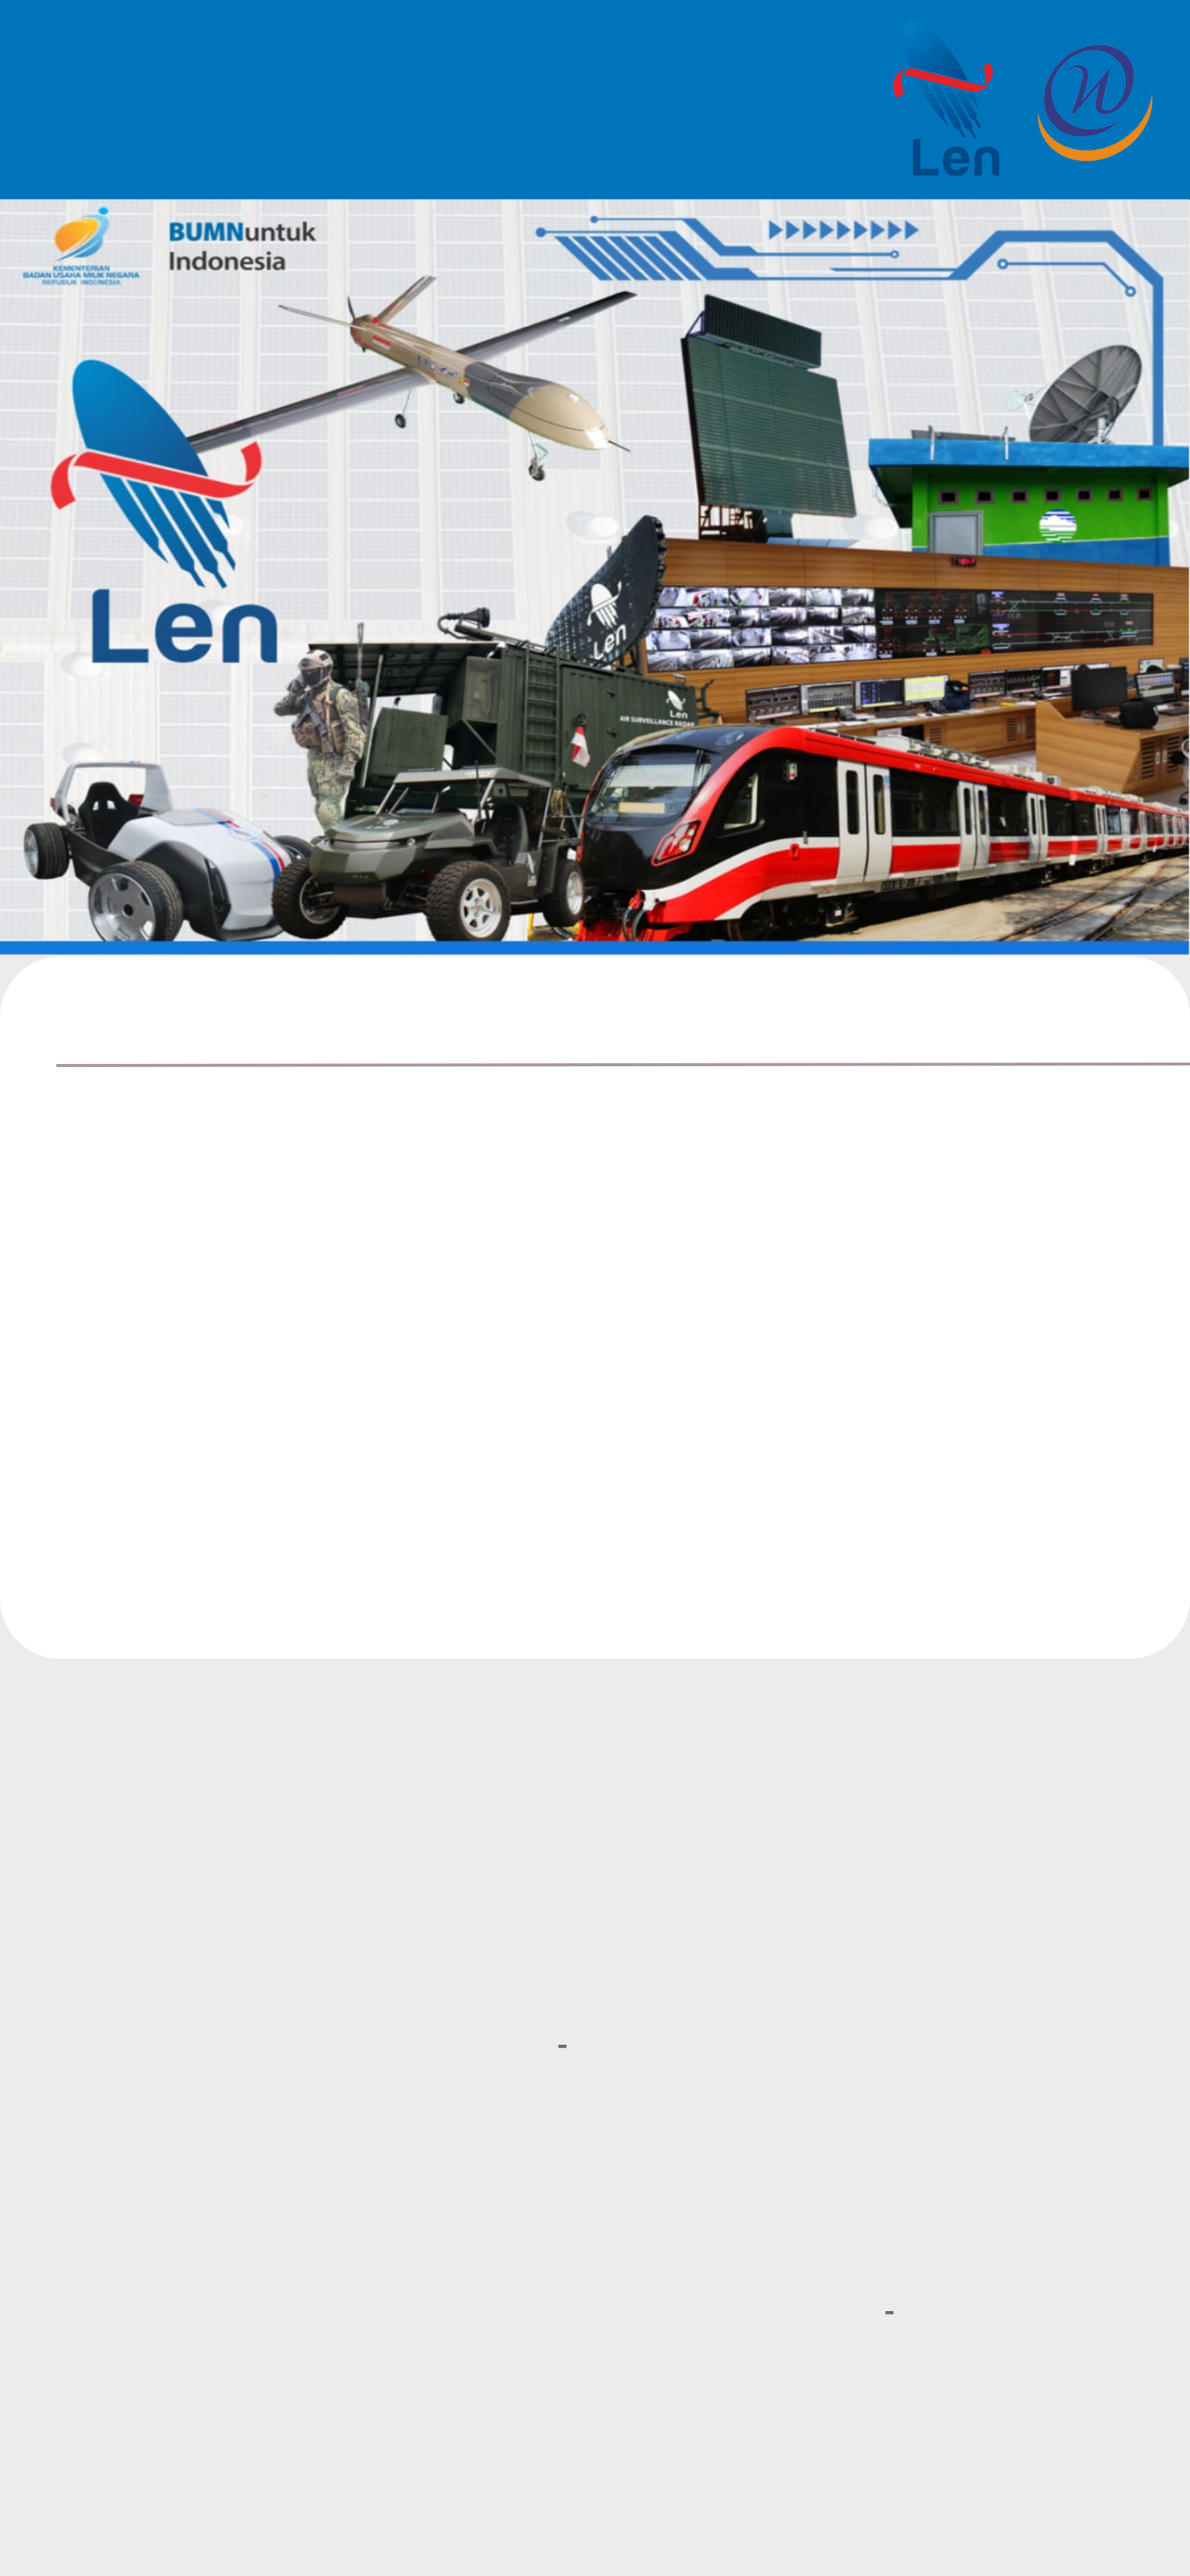 Len
KEMENTERIAN
BADAN USAHA MILIK NEGARA
REPUBLIK INDONESIA
BUMNuntuk
Indonesia
Len
Len
Len
AIR SURVEILLANCE RADAR
-
-